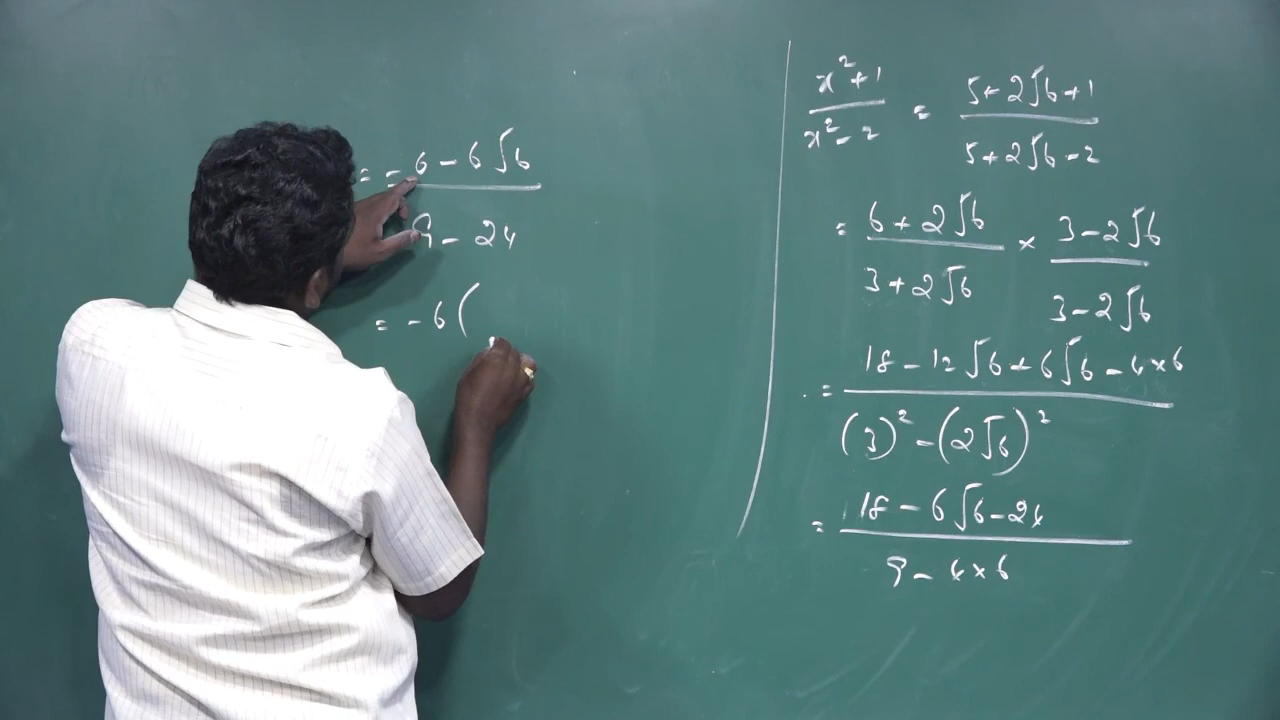 x² + 1 / x² - 2 = 5 + 2√6 + 1 / 5 + 2√6 - 2
= 6 + 2√6 / 3 + 2√6 × 3 - 2√6 / 3 - 2√6
= 18 - 12√6 + 6√6 - 4 × 6 / (3)² - (2√6)²
= 18 - 6√6 - 24 / 9 - 4 × 6
= -6 - 6√6 / 9 - 24
= -6 (